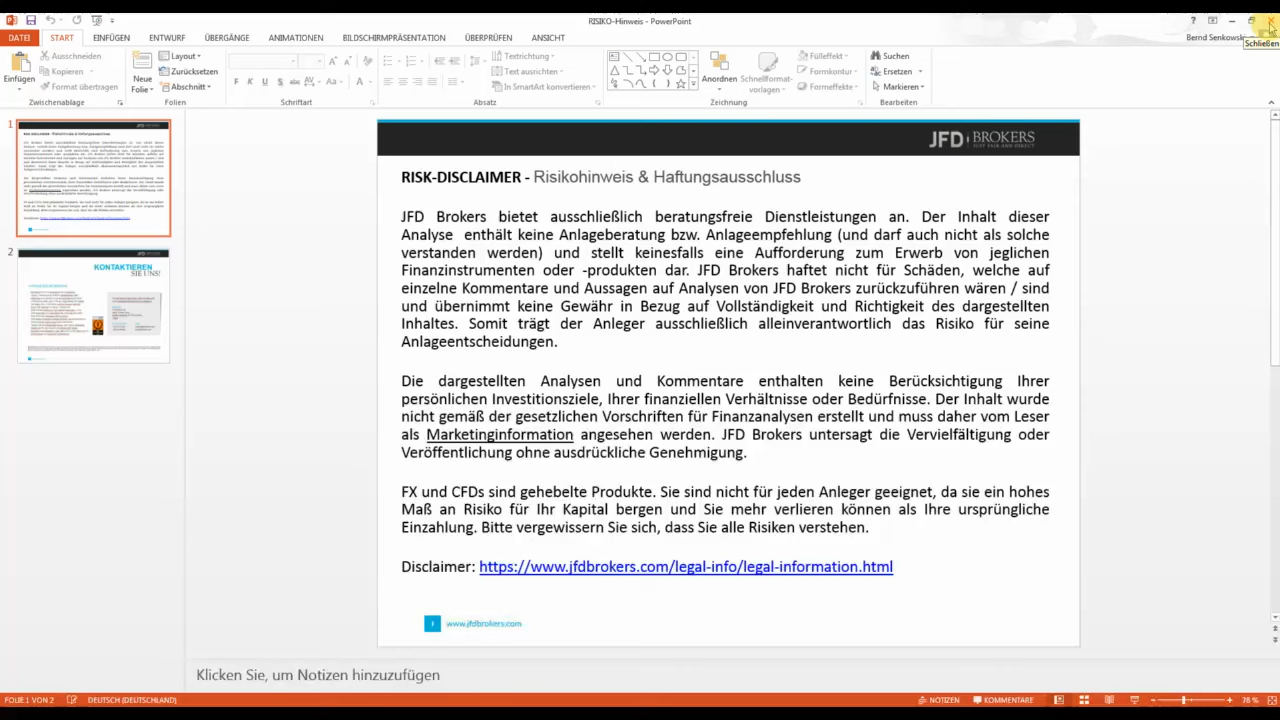 RISIKO-Hinweis - PowerPoint
Bernd Senkowski
Schließen
DATEI START EINFÜGEN ENTWURF ÜBERGÄNGE ANIMATIONEN BILDSCHIRMPRÄSENTATION ÜBERPRÜFEN ANSICHT
Einfügen
Ausschneiden
Kopieren
Format übertragen
Zwischenablage
Neue
Folie
Layout
Zurücksetzen
Abschnitt
Folien
F K U S
Schriftart
Textrichtung
Text ausrichten
In SmartArt konvertieren
Absatz
Anordnen
Schnellformat-
vorlagen
Fülleffekt
Formkontur
Formeffekte
Zeichnung
Suchen
Ersetzen
Markieren
Bearbeiten
1
2
KONTAKTIEREN
SIE UNS!
JFD BROKERS
JUST FAIR AND DIRECT
RISK-DISCLAIMER - Risikohinweis & Haftungsausschluss
JFD Brokers bietet ausschließlich beratungsfreie Dienstleistungen an. Der Inhalt dieser
Analyse enthält keine Anlageberatung bzw. Anlageempfehlung (und darf auch nicht als solche
verstanden werden) und stellt keinesfalls eine Aufforderung zum Erwerb von jeglichen
Finanzinstrumenten oder -produkten dar. JFD Brokers haftet nicht für Schäden, welche auf
einzelne Kommentare und Aussagen auf Analysen von JFD Brokers zurückzuführen wären / sind
und übernimmt keine Gewähr in Bezug auf Vollständigkeit und Richtigkeit des dargestellten
Inhaltes. Somit trägt der Anleger ausschließlich alleinverantwortlich das Risiko für seine
Anlageentscheidungen.
Die dargestellten Analysen und Kommentare enthalten keine Berücksichtigung Ihrer
persönlichen Investitionsziele, Ihrer finanziellen Verhältnisse oder Bedürfnisse. Der Inhalt wurde
nicht gemäß der gesetzlichen Vorschriften für Finanzanalysen erstellt und muss daher vom Leser
als Marketinginformation angesehen werden. JFD Brokers untersagt die Vervielfältigung oder
Veröffentlichung ohne ausdrückliche Genehmigung.
FX und CFDs sind gehebelte Produkte. Sie sind nicht für jeden Anleger geeignet, da sie ein hohes
Maß an Risiko für Ihr Kapital bergen und Sie mehr verlieren können als Ihre ursprüngliche
Einzahlung. Bitte vergewissern Sie sich, dass Sie alle Risiken verstehen.
Disclaimer: https://www.jfdbrokers.com/legal-info/legal-information.html
www.jfdbrokers.com
Klicken Sie, um Notizen hinzuzufügen
FOLIE 1 VON 2 DEUTSCH (DEUTSCHLAND) NOTIZEN KOMMENTARE 78 %